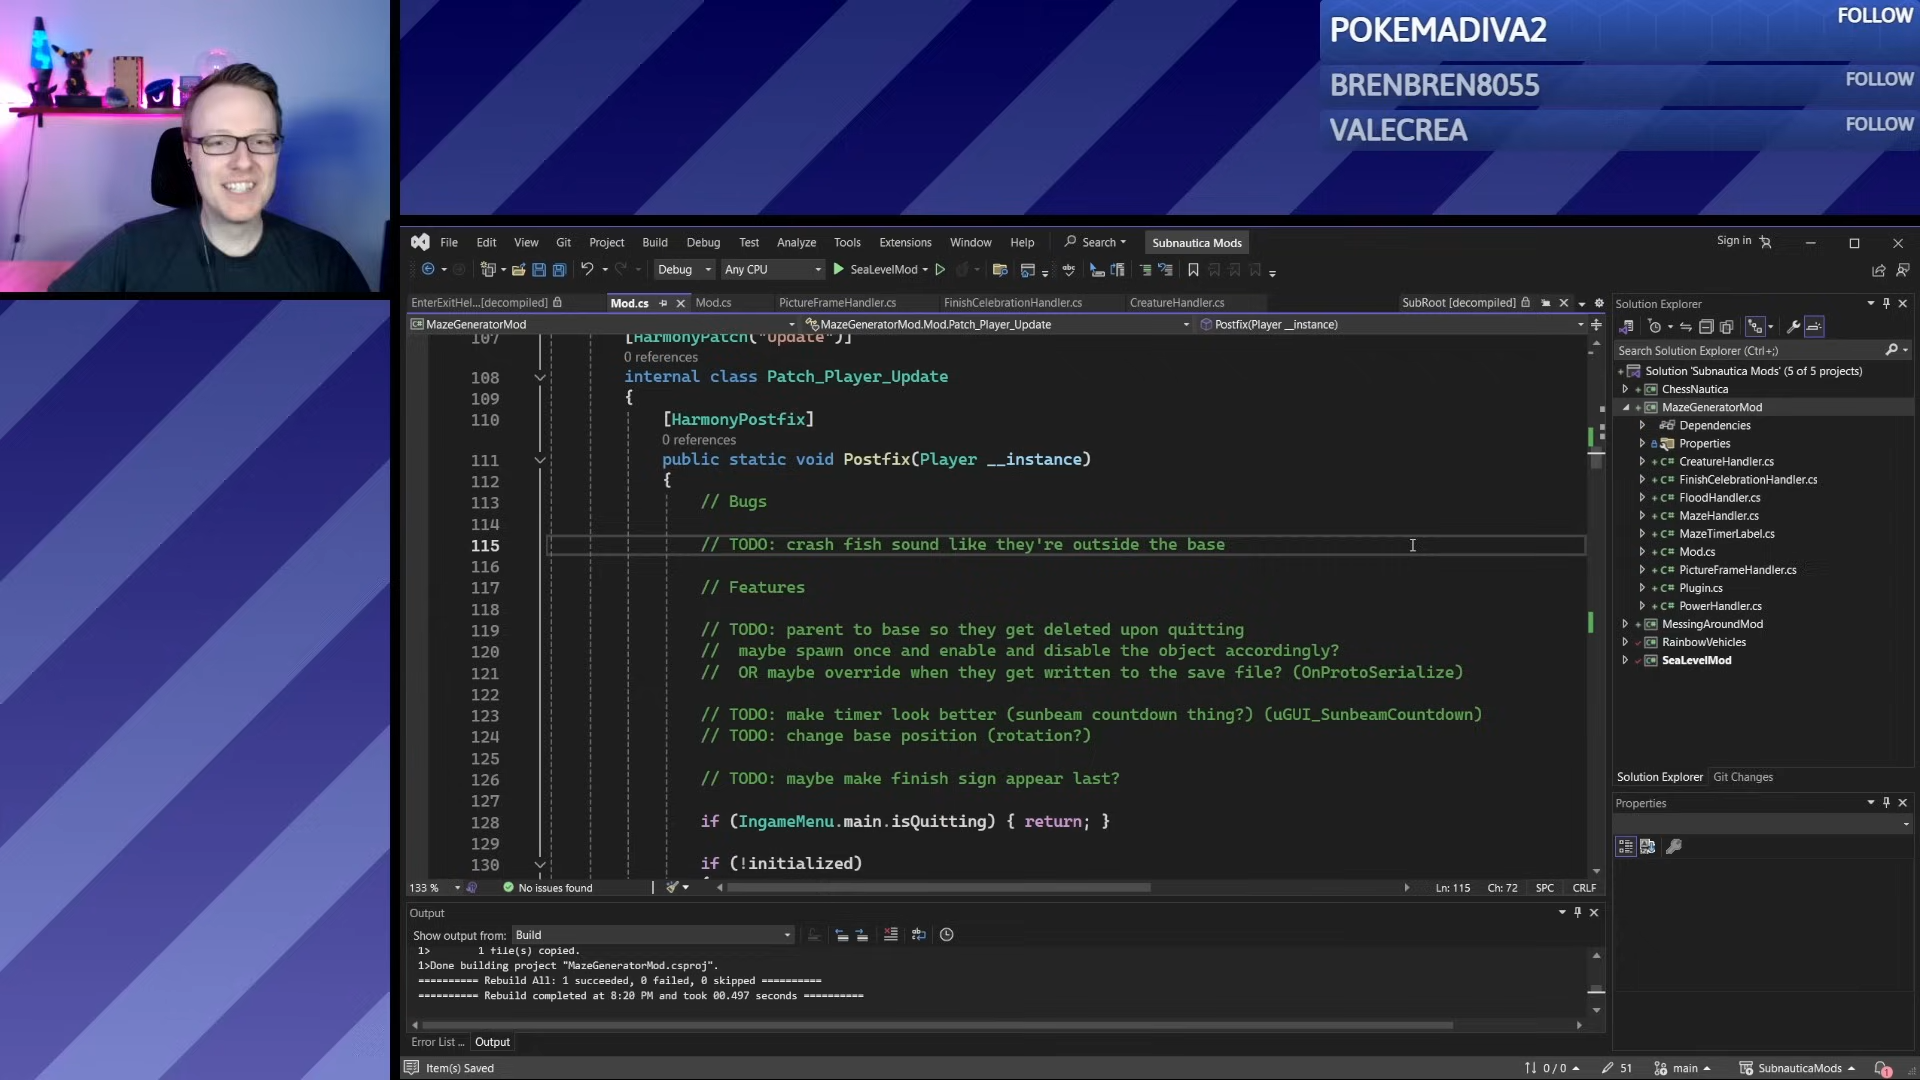 POKEMADIVA2
FOLLOW
BRENBREN8055
FOLLOW
VALECREA
FOLLOW
File Edit View Git Project Build Debug Test Analyze Tools Extensions Window Help Search Subnautica Mods
Sign in
Debug Any CPU SeaLevelMod
EnterExitHel...[decompiled] Mod.cs Mod.cs PictureFrameHandler.cs FinishCelebrationHandler.cs CreatureHandler.cs SubRoot [decompiled]
MazeGeneratorMod MazeGeneratorMod.Mod.Patch_Player_Update Postfix(Player __instance)
107 [HarmonyPatch("Update")]
0 references
108 internal class Patch_Player_Update
109 {
110 [HarmonyPostfix]
0 references
111 public static void Postfix(Player __instance)
112 {
113 // Bugs
114
115 // TODO: crash fish sound like they're outside the base
116
117 // Features
118
119 // TODO: parent to base so they get deleted upon quitting
120 //  maybe spawn once and enable and disable the object accordingly?
121 //  OR maybe override when they get written to the save file? (OnProtoSerialize)
122
123 // TODO: make timer look better (sunbeam countdown thing?) (uGUI_SunbeamCountdown)
124 // TODO: change base position (rotation?)
125
126 // TODO: maybe make finish sign appear last?
127
128 if (IngameMenu.main.isQuitting) { return; }
129
130 if (!initialized)
133 % No issues found Ln: 115 Ch: 72 SPC CRLF
Output
Show output from: Build
1> 1 file(s) copied.
1>Done building project "MazeGeneratorMod.csproj".
========== Rebuild All: 1 succeeded, 0 failed, 0 skipped ==========
========== Rebuild completed at 8:20 PM and took 00.497 seconds ==========
Error List ... Output
Item(s) Saved
0 / 0 51 main SubnauticaMods 1
Solution Explorer
Search Solution Explorer (Ctrl+;)
Solution 'Subnautica Mods' (5 of 5 projects)
ChessNautica
MazeGeneratorMod
Dependencies
Properties
C# CreatureHandler.cs
C# FinishCelebrationHandler.cs
C# FloodHandler.cs
C# MazeHandler.cs
C# MazeTimerLabel.cs
C# Mod.cs
C# PictureFrameHandler.cs
C# Plugin.cs
C# PowerHandler.cs
MessingAroundMod
RainbowVehicles
SeaLevelMod
Solution Explorer Git Changes
Properties